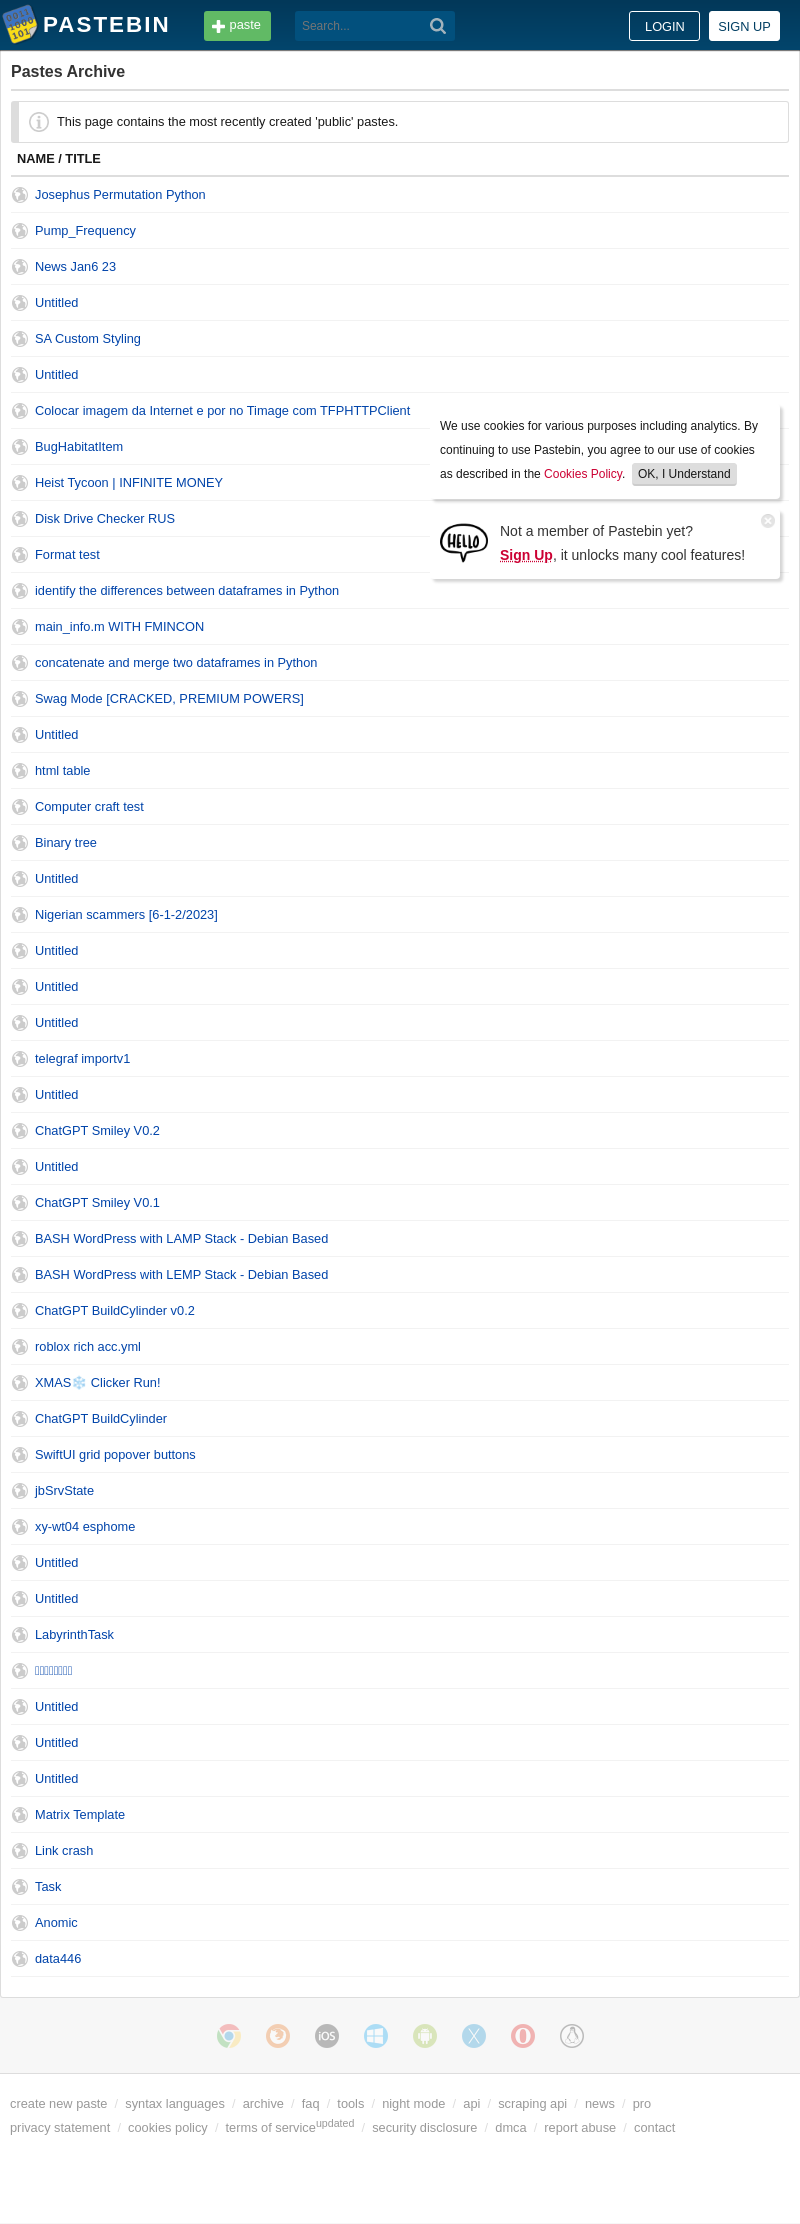 PASTEBIN
paste
Search...
LOGIN
SIGN UP
Pastes Archive
This page contains the most recently created 'public' pastes.
NAME / TITLE
Josephus Permutation Python
Pump_Frequency
News Jan6 23
Untitled
SA Custom Styling
Untitled
Colocar imagem da Internet e por no Timage com TFPHTTPClient
We use cookies for various purposes including analytics. By
continuing to use Pastebin, you agree to our use of cookies
as described in the Cookies Policy. OK, I Understand
BugHabitatItem
Heist Tycoon | INFINITE MONEY
Disk Drive Checker RUS
HELLO
Not a member of Pastebin yet?
Sign Up, it unlocks many cool features!
Format test
identify the differences between dataframes in Python
main_info.m WITH FMINCON
concatenate and merge two dataframes in Python
Swag Mode [CRACKED, PREMIUM POWERS]
Untitled
html table
Computer craft test
Binary tree
Untitled
Nigerian scammers [6-1-2/2023]
Untitled
Untitled
Untitled
telegraf importv1
Untitled
ChatGPT Smiley V0.2
Untitled
ChatGPT Smiley V0.1
BASH WordPress with LAMP Stack - Debian Based
BASH WordPress with LEMP Stack - Debian Based
ChatGPT BuildCylinder v0.2
roblox rich acc.yml
XMAS❄️ Clicker Run!
ChatGPT BuildCylinder
SwiftUI grid popover buttons
jbSrvState
xy-wt04 esphome
Untitled
Untitled
LabyrinthTask
Untitled
Untitled
Untitled
Matrix Template
Link crash
Task
Anomic
data446
iOS
create new paste / syntax languages / archive / faq / tools / night mode / api / scraping api / news / pro
privacy statement / cookies policy / terms of service updated / security disclosure / dmca / report abuse / contact